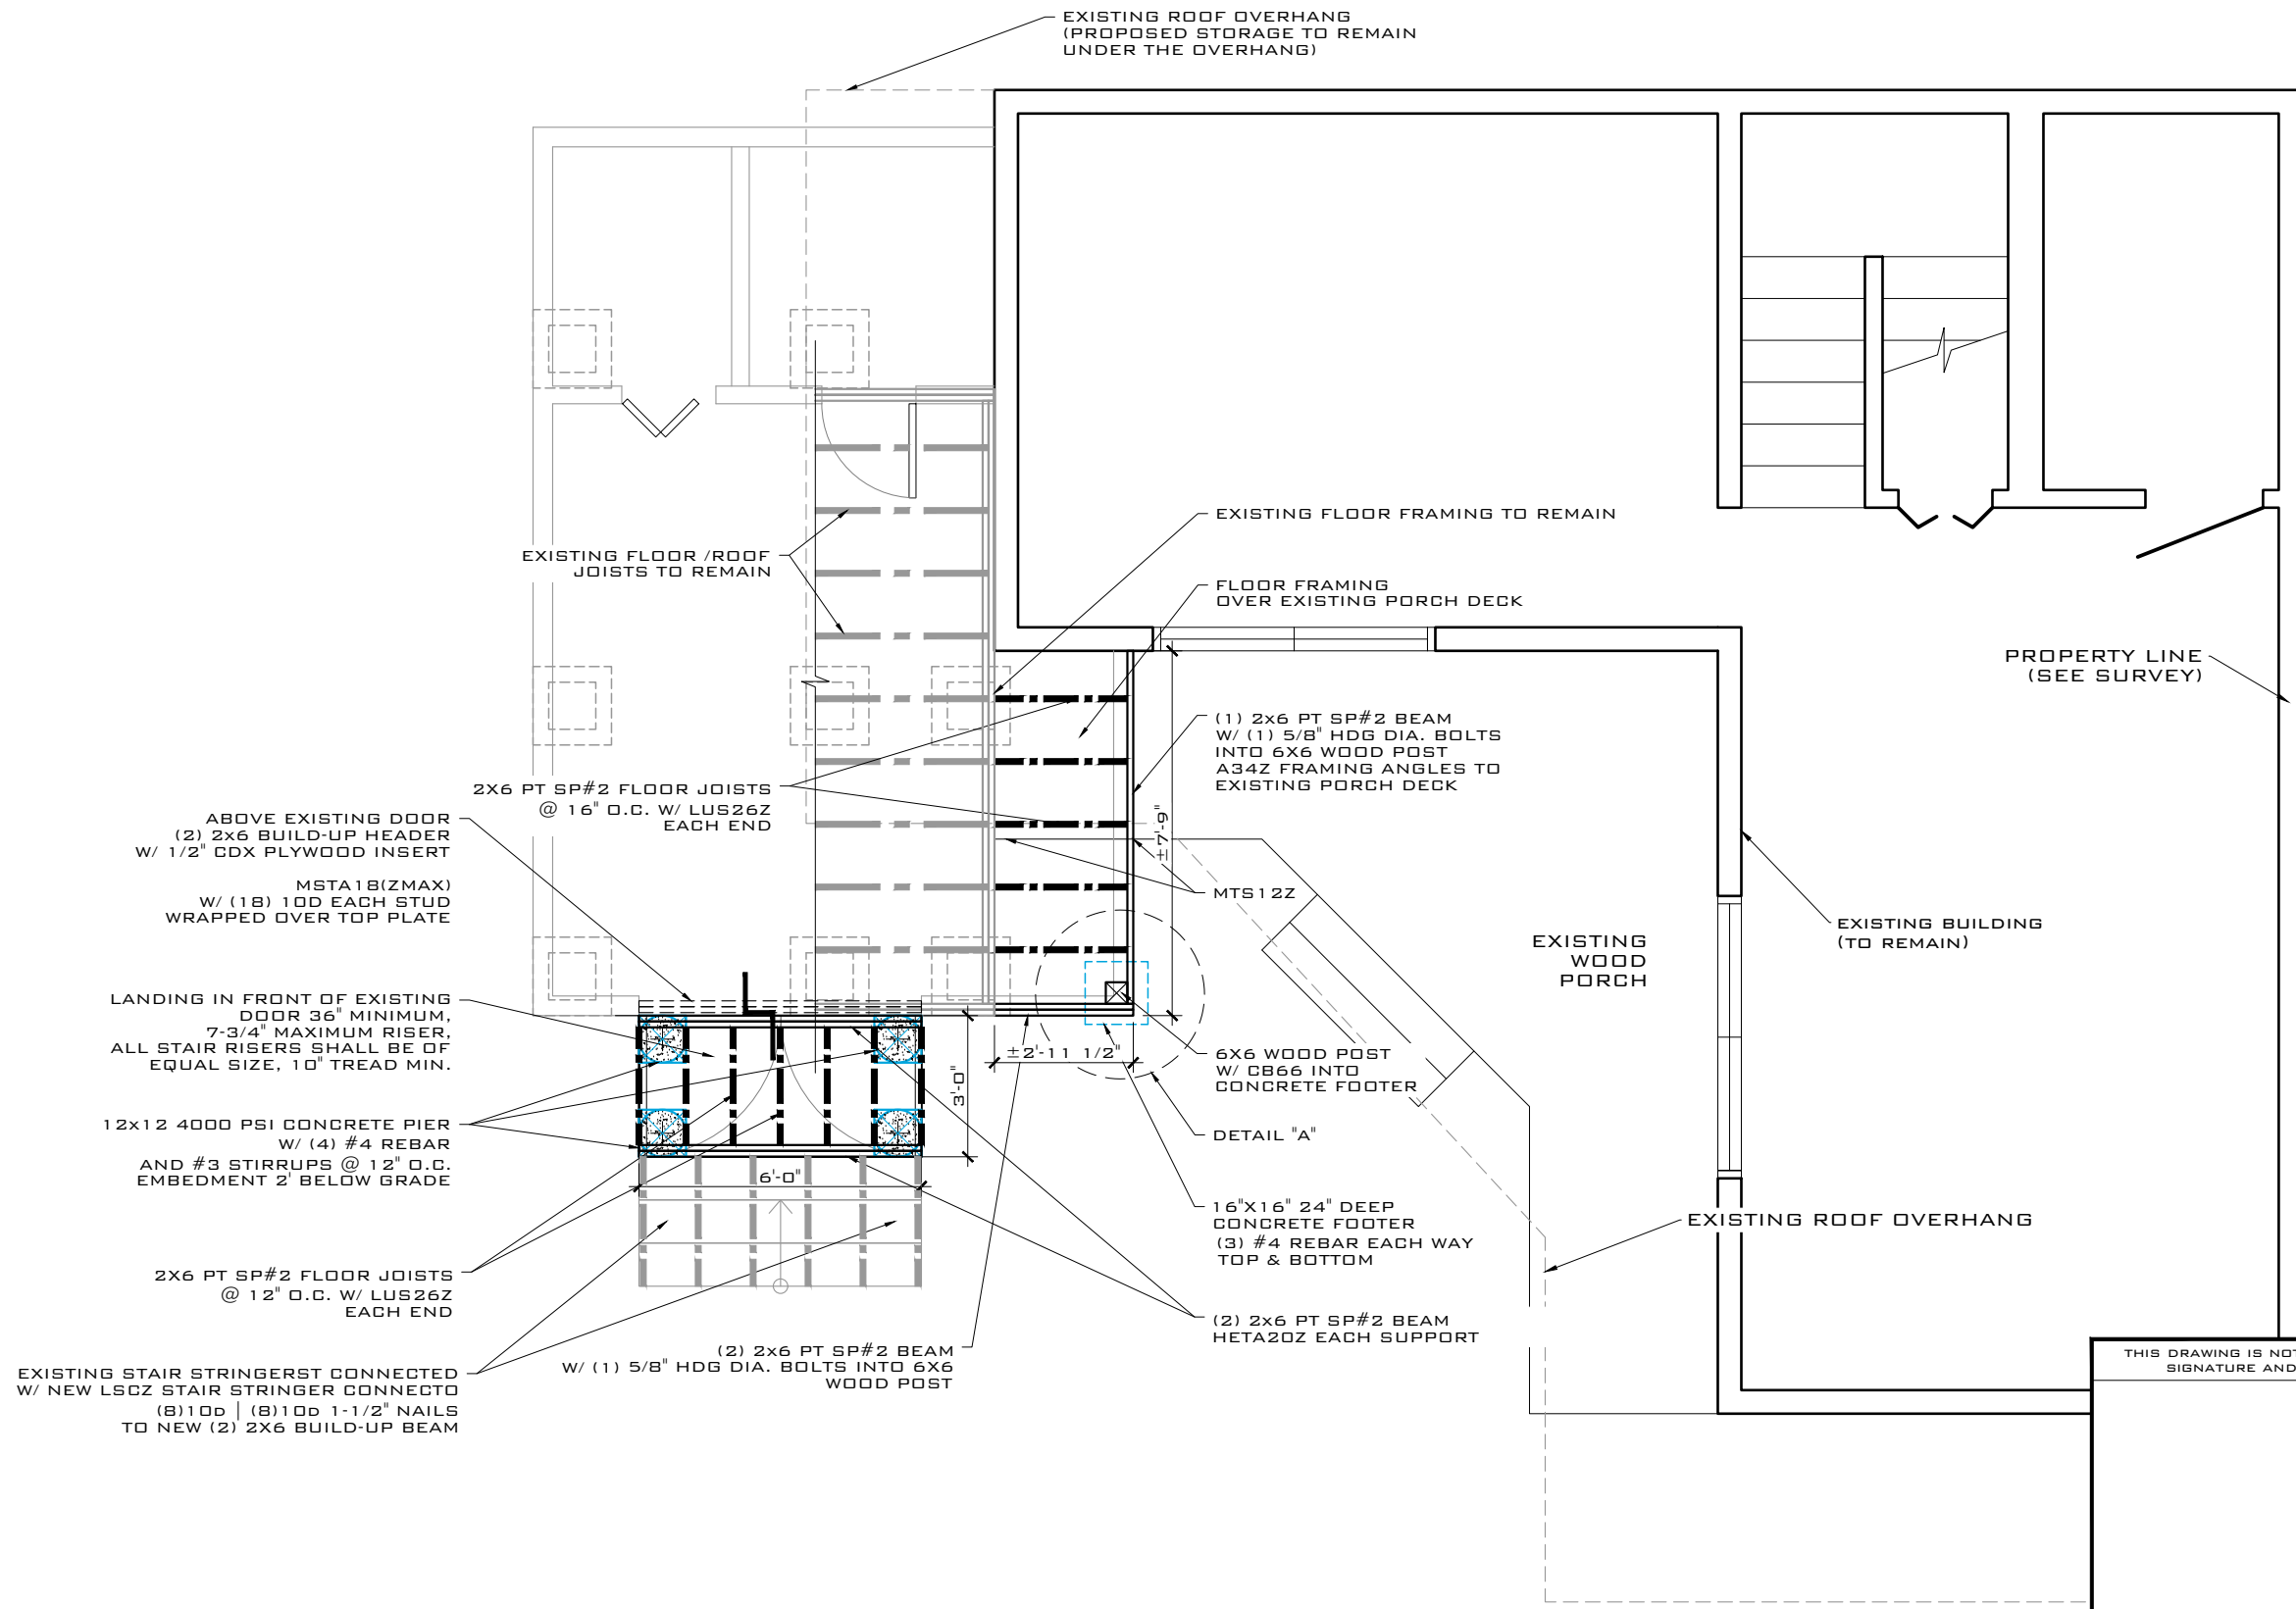 EXISTING ROOF OVERHANG
(PROPOSED STORAGE TO REMAIN
UNDER THE OVERHANG)
EXISTING FLOOR FRAMING TO REMAIN
EXISTING FLOOR /ROOF
JOISTS TO REMAIN
FLOOR FRAMING
OVER EXISTING PORCH DECK
PROPERTY LINE
(SEE SURVEY)
(1) 2x6 PT SP#2 BEAM
W/ (1) 5/8" HDG DIA. BOLTS
INTO 6X6 WOOD POST
A34Z FRAMING ANGLES TO
EXISTING PORCH DECK
2X6 PT SP#2 FLOOR JOISTS
@ 16" O.C. W/ LUS26Z
EACH END
±7'-9"
ABOVE EXISTING DOOR
(2) 2x6 BUILD-UP HEADER
W/ 1/2" CDX PLYWOOD INSERT
MSTA18(ZMAX)
W/ (18) 10D EACH STUD
WRAPPED OVER TOP PLATE
MTS12Z
EXISTING BUILDING
(TO REMAIN)
EXISTING
WOOD
PORCH
LANDING IN FRONT OF EXISTING
DOOR 36" MINIMUM,
7-3/4" MAXIMUM RISER,
ALL STAIR RISERS SHALL BE OF
EQUAL SIZE, 10" TREAD MIN.
±2'-11 1/2"
3'-0"
6X6 WOOD POST
W/ CB66 INTO
CONCRETE FOOTER
12x12 4000 PSI CONCRETE PIER
W/ (4) #4 REBAR
AND #3 STIRRUPS @ 12" O.C.
EMBEDMENT 2' BELOW GRADE
DETAIL "A"
6'-0"
16"X16" 24" DEEP
CONCRETE FOOTER
(3) #4 REBAR EACH WAY
TOP & BOTTOM
EXISTING ROOF OVERHANG
2X6 PT SP#2 FLOOR JOISTS
@ 12" O.C. W/ LUS26Z
EACH END
(2) 2x6 PT SP#2 BEAM
HETA20Z EACH SUPPORT
(2) 2x6 PT SP#2 BEAM
W/ (1) 5/8" HDG DIA. BOLTS INTO 6X6
WOOD POST
EXISTING STAIR STRINGERST CONNECTED
W/ NEW LSCZ STAIR STRINGER CONNECTO
(8)10D | (8)10D 1-1/2" NAILS
TO NEW (2) 2X6 BUILD-UP BEAM
THIS DRAWING IS NOT
SIGNATURE AND